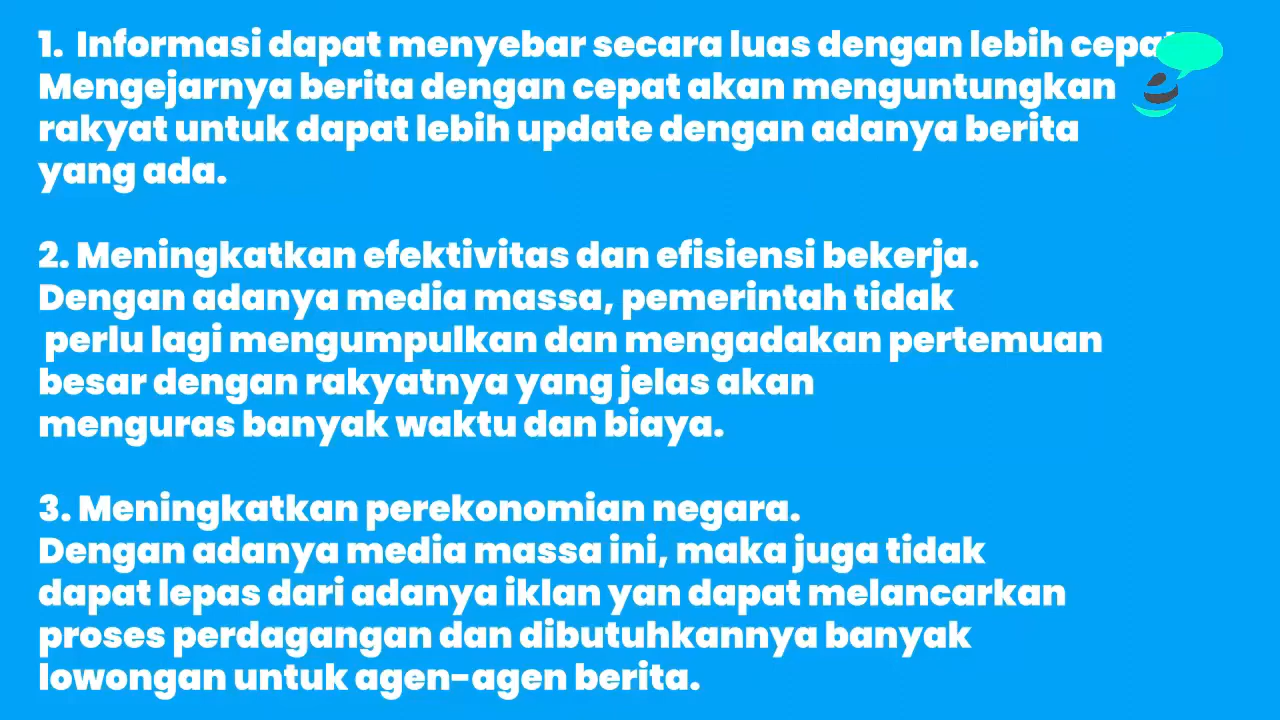 1. Informasi dapat menyebar secara luas dengan lebih cepat
Mengejarnya berita dengan cepat akan menguntungkan
rakyat untuk dapat lebih update dengan adanya berita
yang ada.
2. Meningkatkan efektivitas dan efisiensi bekerja.
Dengan adanya media massa, pemerintah tidak
perlu lagi mengumpulkan dan mengadakan pertemuan
besar dengan rakyatnya yang jelas akan
menguras banyak waktu dan biaya.
3. Meningkatkan perekonomian negara.
Dengan adanya media massa ini, maka juga tidak
dapat lepas dari adanya iklan yan dapat melancarkan
proses perdagangan dan dibutuhkannya banyak
lowongan untuk agen-agen berita.